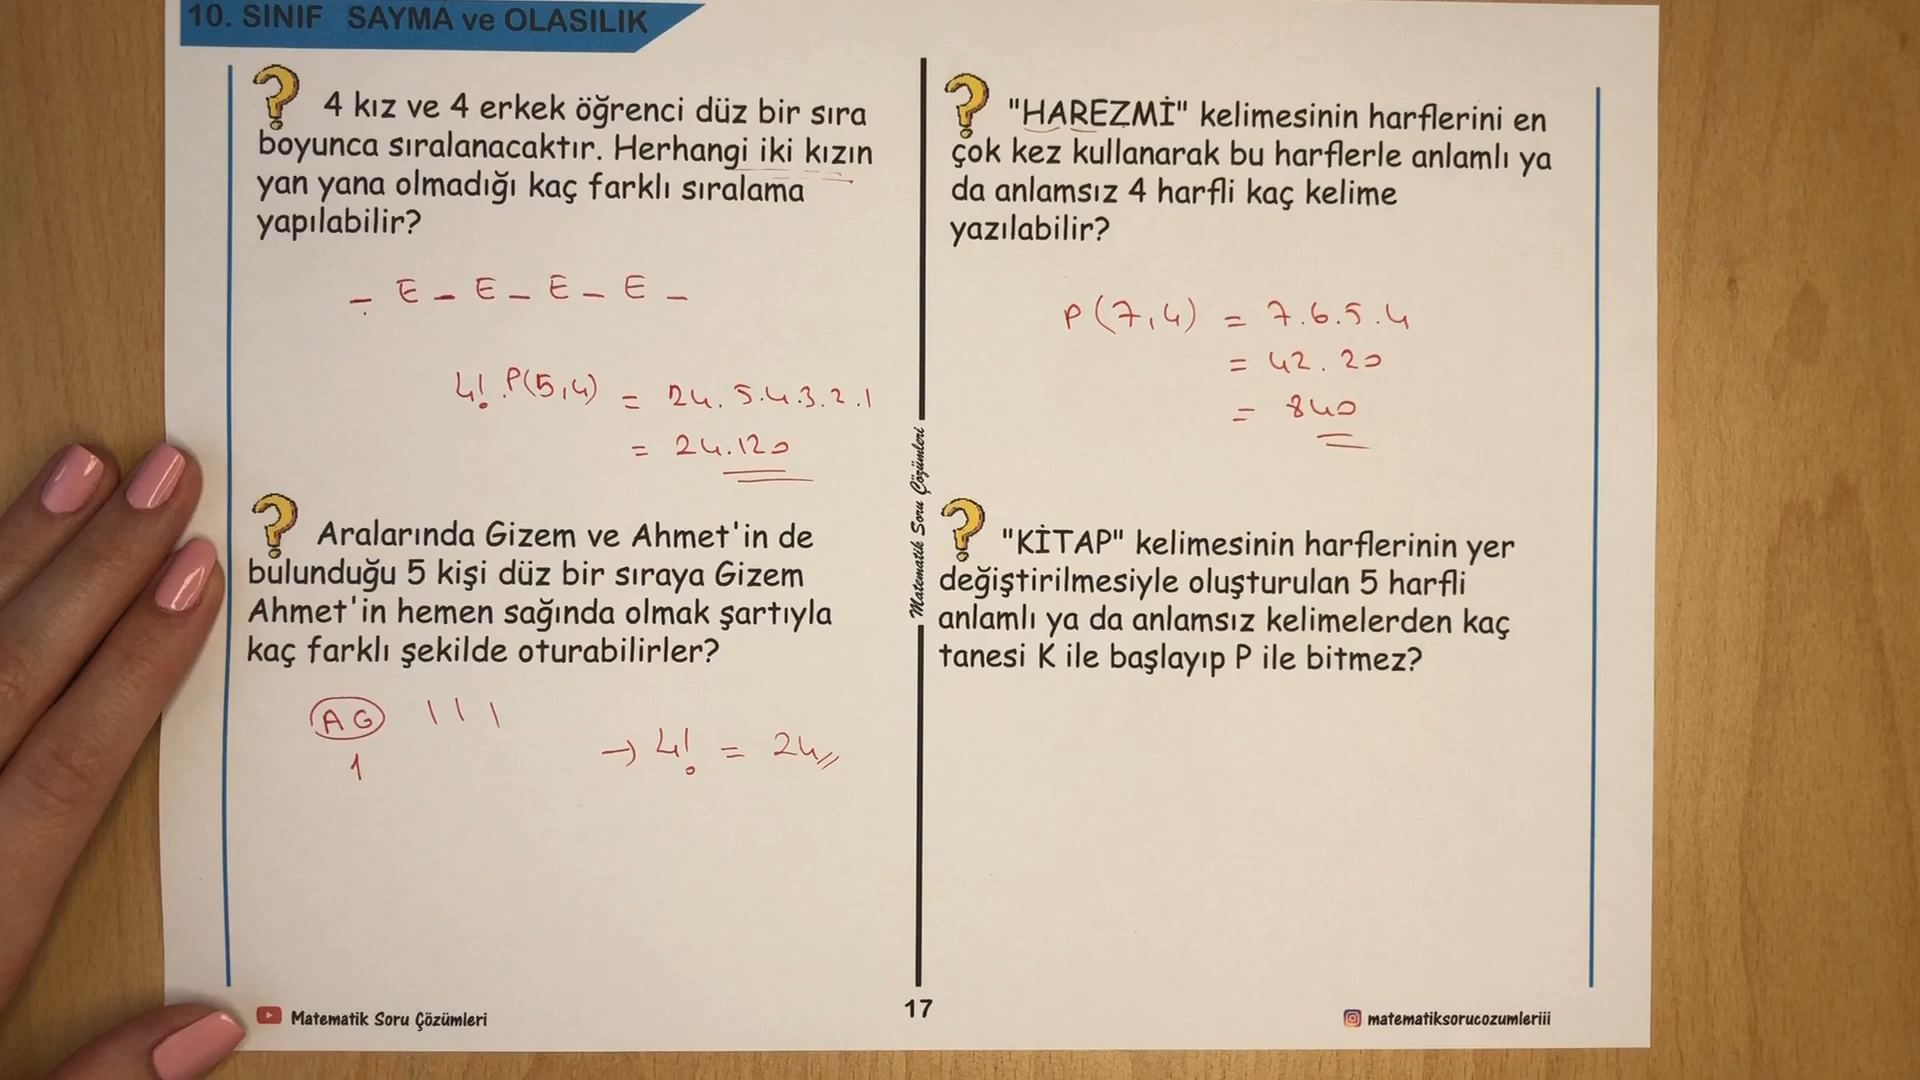 10. SINIF SAYMA ve OLASILIK
4 kız ve 4 erkek öğrenci düz bir sıra
boyunca sıralanacaktır. Herhangi iki kızın
yan yana olmadığı kaç farklı sıralama
yapılabilir?
_ E _ E _ E _ E _
4! . P(5,4) = 24. 5.4.3.2.1
= 24.120
Aralarında Gizem ve Ahmet'in de
bulunduğu 5 kişi düz bir sıraya Gizem
Ahmet'in hemen sağında olmak şartıyla
kaç farklı şekilde oturabilirler?
AG | | |
1
→ 4! = 24
Matematik Soru Çözümleri
"HAREZMİ" kelimesinin harflerini en
çok kez kullanarak bu harflerle anlamlı ya
da anlamsız 4 harfli kaç kelime
yazılabilir?
P(7,4) = 7.6.5.4
= 42.20
= 840
"KİTAP" kelimesinin harflerinin yer
değiştirilmesiyle oluşturulan 5 harfli
anlamlı ya da anlamsız kelimelerden kaç
tanesi K ile başlayıp P ile bitmez?
Matematik Soru Çözümleri
17
matematiksorucozumleriii